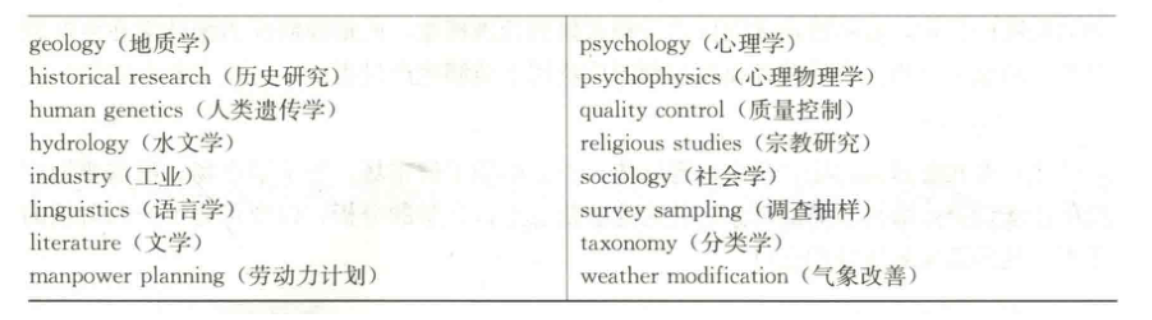 geology（地质学）
historical research（历史研究）
human genetics（人类遗传学）
hydrology（水文学）
industry（工业）
linguistics（语言学）
literature（文学）
manpower planning（劳动力计划）
psychology（心理学）
psychophysics（心理物理学）
quality control（质量控制）
religious studies（宗教研究）
sociology（社会学）
survey sampling（调查抽样）
taxonomy（分类学）
weather modification（气象改善）